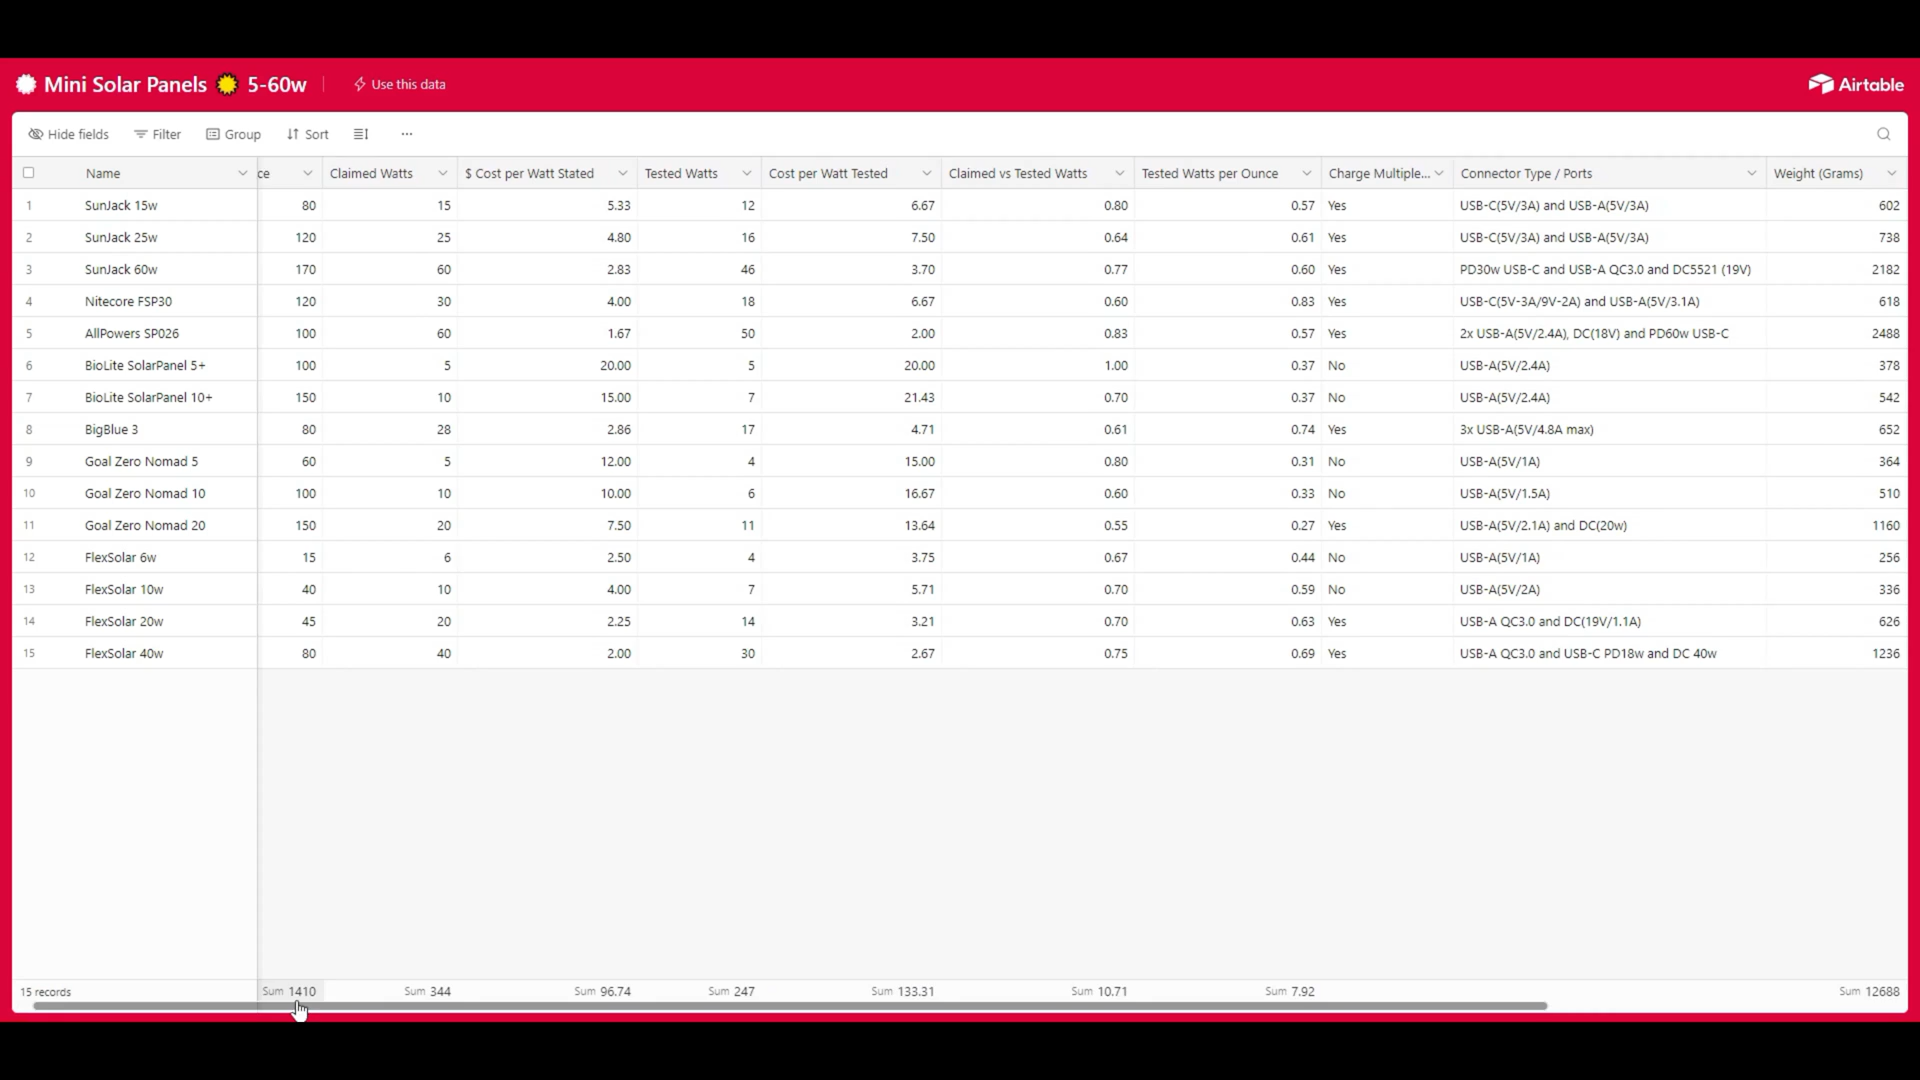 Mini Solar Panels 5-60w Use this data Airtable
Hide fields Filter Group Sort ...
Name ce Claimed Watts $ Cost per Watt Stated Tested Watts Cost per Watt Tested Claimed vs Tested Watts Tested Watts per Ounce Charge Multiple... Connector Type / Ports Weight (Grams)
1 SunJack 15w 80 15 5.33 12 6.67 0.80 0.57 Yes USB-C(5V/3A) and USB-A(5V/3A) 602
2 SunJack 25w 120 25 4.80 16 7.50 0.64 0.61 Yes USB-C(5V/3A) and USB-A(5V/3A) 738
3 SunJack 60w 170 60 2.83 46 3.70 0.77 0.60 Yes PD30w USB-C and USB-A QC3.0 and DC5521 (19V) 2182
4 Nitecore FSP30 120 30 4.00 18 6.67 0.60 0.83 Yes USB-C(5V-3A/9V-2A) and USB-A(5V/3.1A) 618
5 AllPowers SP026 100 60 1.67 50 2.00 0.83 0.57 Yes 2x USB-A(5V/2.4A), DC(18V) and PD60w USB-C 2488
6 BioLite SolarPanel 5+ 100 5 20.00 5 20.00 1.00 0.37 No USB-A(5V/2.4A) 378
7 BioLite SolarPanel 10+ 150 10 15.00 7 21.43 0.70 0.37 No USB-A(5V/2.4A) 542
8 BigBlue 3 80 28 2.86 17 4.71 0.61 0.74 Yes 3x USB-A(5V/4.8A max) 652
9 Goal Zero Nomad 5 60 5 12.00 4 15.00 0.80 0.31 No USB-A(5V/1A) 364
10 Goal Zero Nomad 10 100 10 10.00 6 16.67 0.60 0.33 No USB-A(5V/1.5A) 510
11 Goal Zero Nomad 20 150 20 7.50 11 13.64 0.55 0.27 Yes USB-A(5V/2.1A) and DC(20w) 1160
12 FlexSolar 6w 15 6 2.50 4 3.75 0.67 0.44 No USB-A(5V/1A) 256
13 FlexSolar 10w 40 10 4.00 7 5.71 0.70 0.59 No USB-A(5V/2A) 336
14 FlexSolar 20w 45 20 2.25 14 3.21 0.70 0.63 Yes USB-A QC3.0 and DC(19V/1.1A) 626
15 FlexSolar 40w 80 40 2.00 30 2.67 0.75 0.69 Yes USB-A QC3.0 and USB-C PD18w and DC 40w 1236
15 records Sum 1410 Sum 344 Sum 96.74 Sum 247 Sum 133.31 Sum 10.71 Sum 7.92 Sum 12688